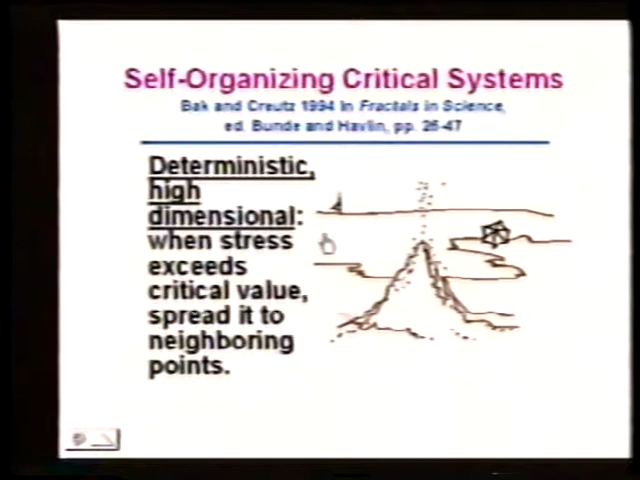 Self-Organizing Critical Systems
Bak and Creutz 1994 In Fractals in Science,
ed. Bunde and Havlin, pp. 26-47
Deterministic,
high
dimensional:
when stress
exceeds
critical value,
spread it to
neighboring
points.